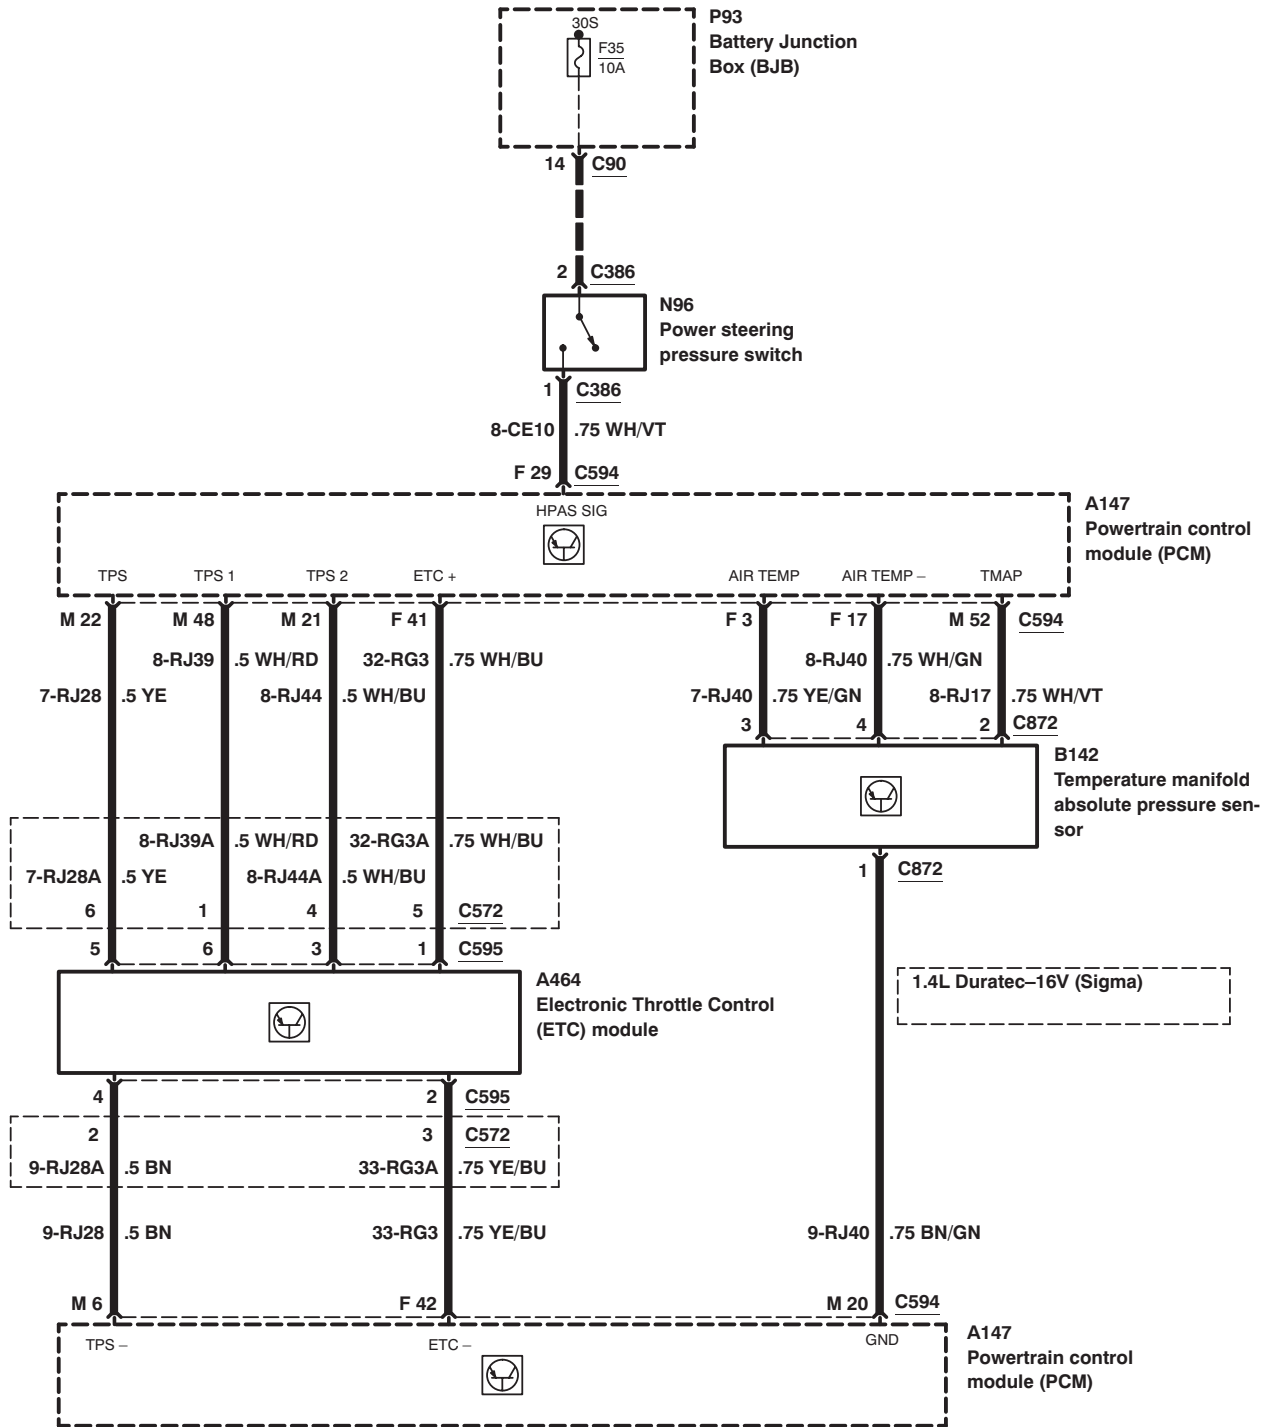 P93
30S
Battery Junction
F35
10A
Box (BJB)
14 C90
2 C386
N96
Power steering
pressure switch
1 C386
8-CE10 .75 WH/VT
F 29 C594
A147
HPAS SIG
Powertrain control
module (PCM)
TPS TPS 1 TPS 2 ETC + AIR TEMP AIR TEMP – TMAP
M 22 M 48 M 21 F 41 F 3 F 17 M 52 C594
8-RJ39 .5 WH/RD 32-RG3 .75 WH/BU 8-RJ40 .75 WH/GN
7-RJ28 .5 YE 8-RJ44 .5 WH/BU 7-RJ40 .75 YE/GN 8-RJ17 .75 WH/VT
3 4 2 C872
B142
Temperature manifold
absolute pressure sen-
sor
8-RJ39A .5 WH/RD 32-RG3A .75 WH/BU
1 C872
7-RJ28A .5 YE 8-RJ44A .5 WH/BU
6 1 4 5 C572
5 6 3 1 C595
A464
Electronic Throttle Control
(ETC) module
1.4L Duratec–16V (Sigma)
4 2 C595
2 3 C572
9-RJ28A .5 BN 33-RG3A .75 YE/BU
9-RJ28 .5 BN 33-RG3 .75 YE/BU 9-RJ40 .75 BN/GN
M 6 F 42 M 20 C594
TPS – ETC – GND
A147
Powertrain control
module (PCM)